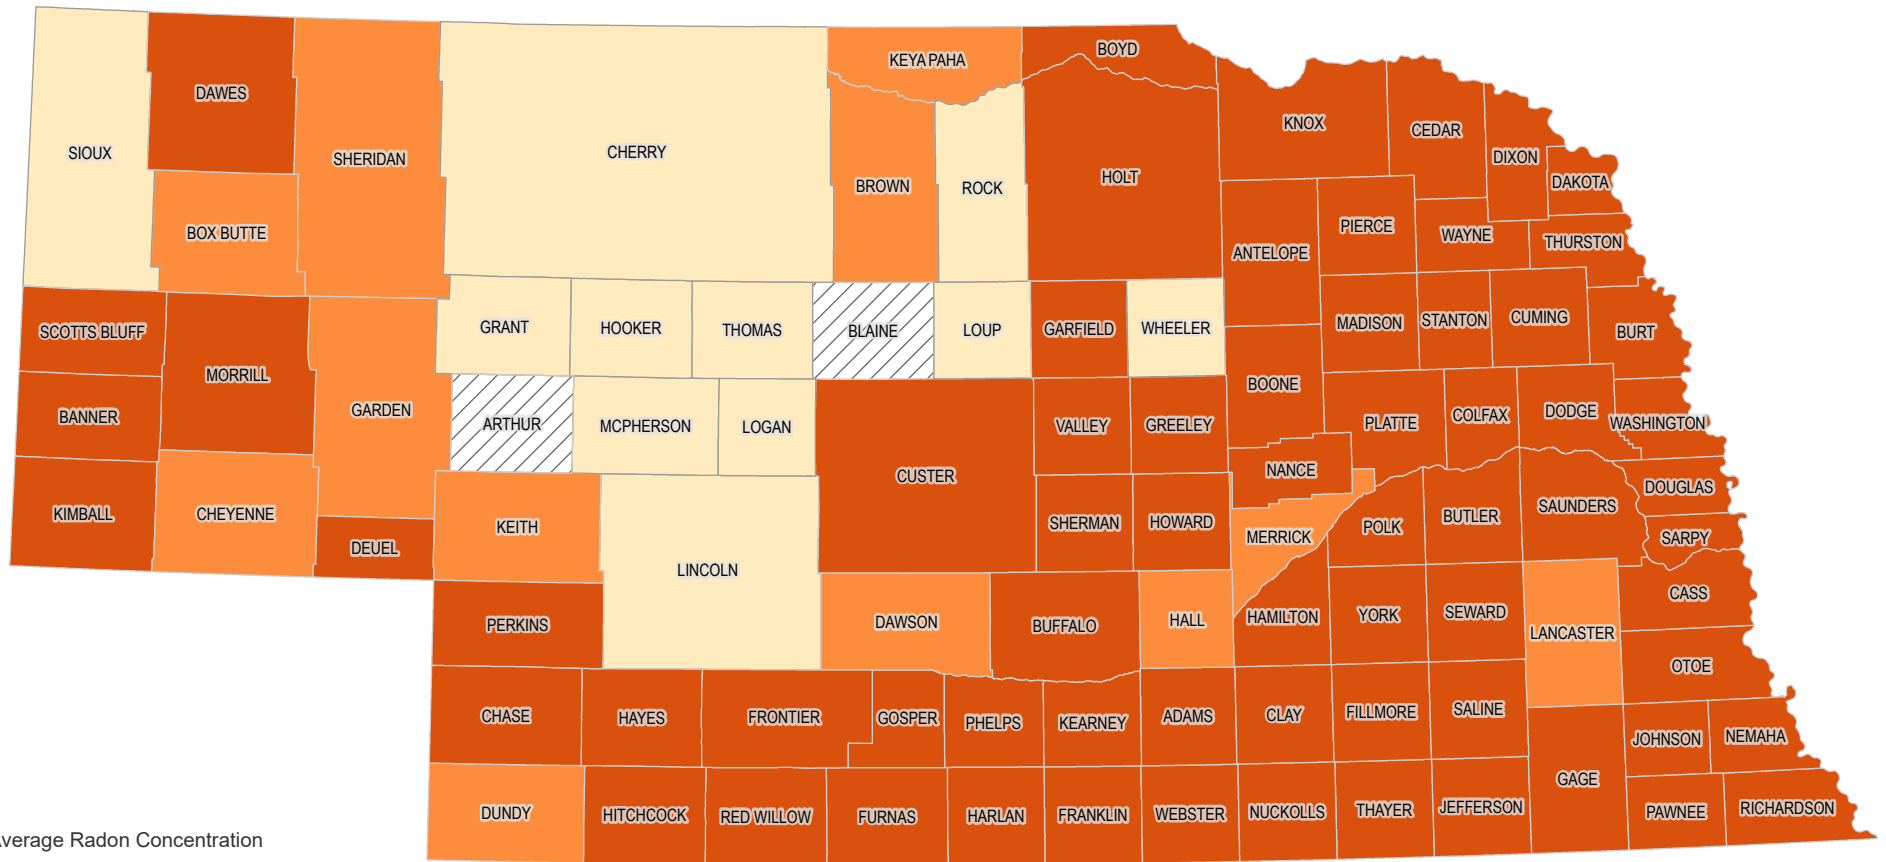 BOYD
KEYA PAHA
DAWES
KNOX
CEDAR
SIOUX
SHERIDAN
CHERRY
DIXON
BROWN
ROCK
HOLT
DAKOTA
BOX BUTTE
PIERCE
WAYNE
THURSTON
ANTELOPE
SCOTTS BLUFF
GRANT
HOOKER
THOMAS
BLAINE
LOUP
GARFIELD
WHEELER
MADISON
STANTON
CUMING
BURT
MORRILL
BOONE
BANNER
GARDEN
ARTHUR
MCPHERSON
LOGAN
VALLEY
GREELEY
PLATTE
COLFAX
DODGE
WASHINGTON
CUSTER
NANCE
KIMBALL
CHEYENNE
KEITH
SHERMAN
HOWARD
MERRICK
POLK
BUTLER
SAUNDERS
DOUGLAS
DEUEL
SARPY
LINCOLN
PERKINS
DAWSON
BUFFALO
HALL
HAMILTON
YORK
SEWARD
LANCASTER
CASS
OTOE
CHASE
HAYES
FRONTIER
GOSPER
PHELPS
KEARNEY
ADAMS
CLAY
FILLMORE
SALINE
JOHNSON
NEMAHA
GAGE
DUNDY
HITCHCOCK
RED WILLOW
FURNAS
HARLAN
FRANKLIN
WEBSTER
NUCKOLLS
THAYER
JEFFERSON
PAWNEE
RICHARDSON
Average Radon Concentration